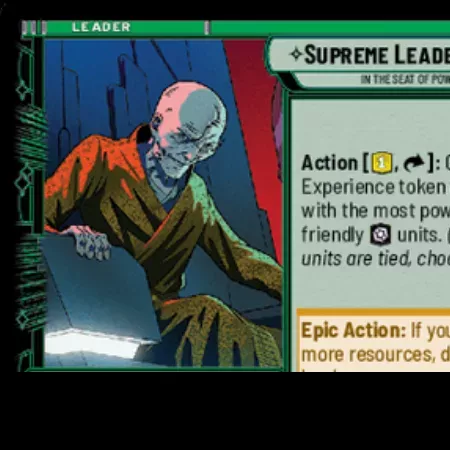 LEADER
SUPREME LEADE
IN THE SEAT OF POW
Action [1, ]:
Experience token
with the most pow
friendly units. (
units are tied, choo
Epic Action: If you
more resources, d